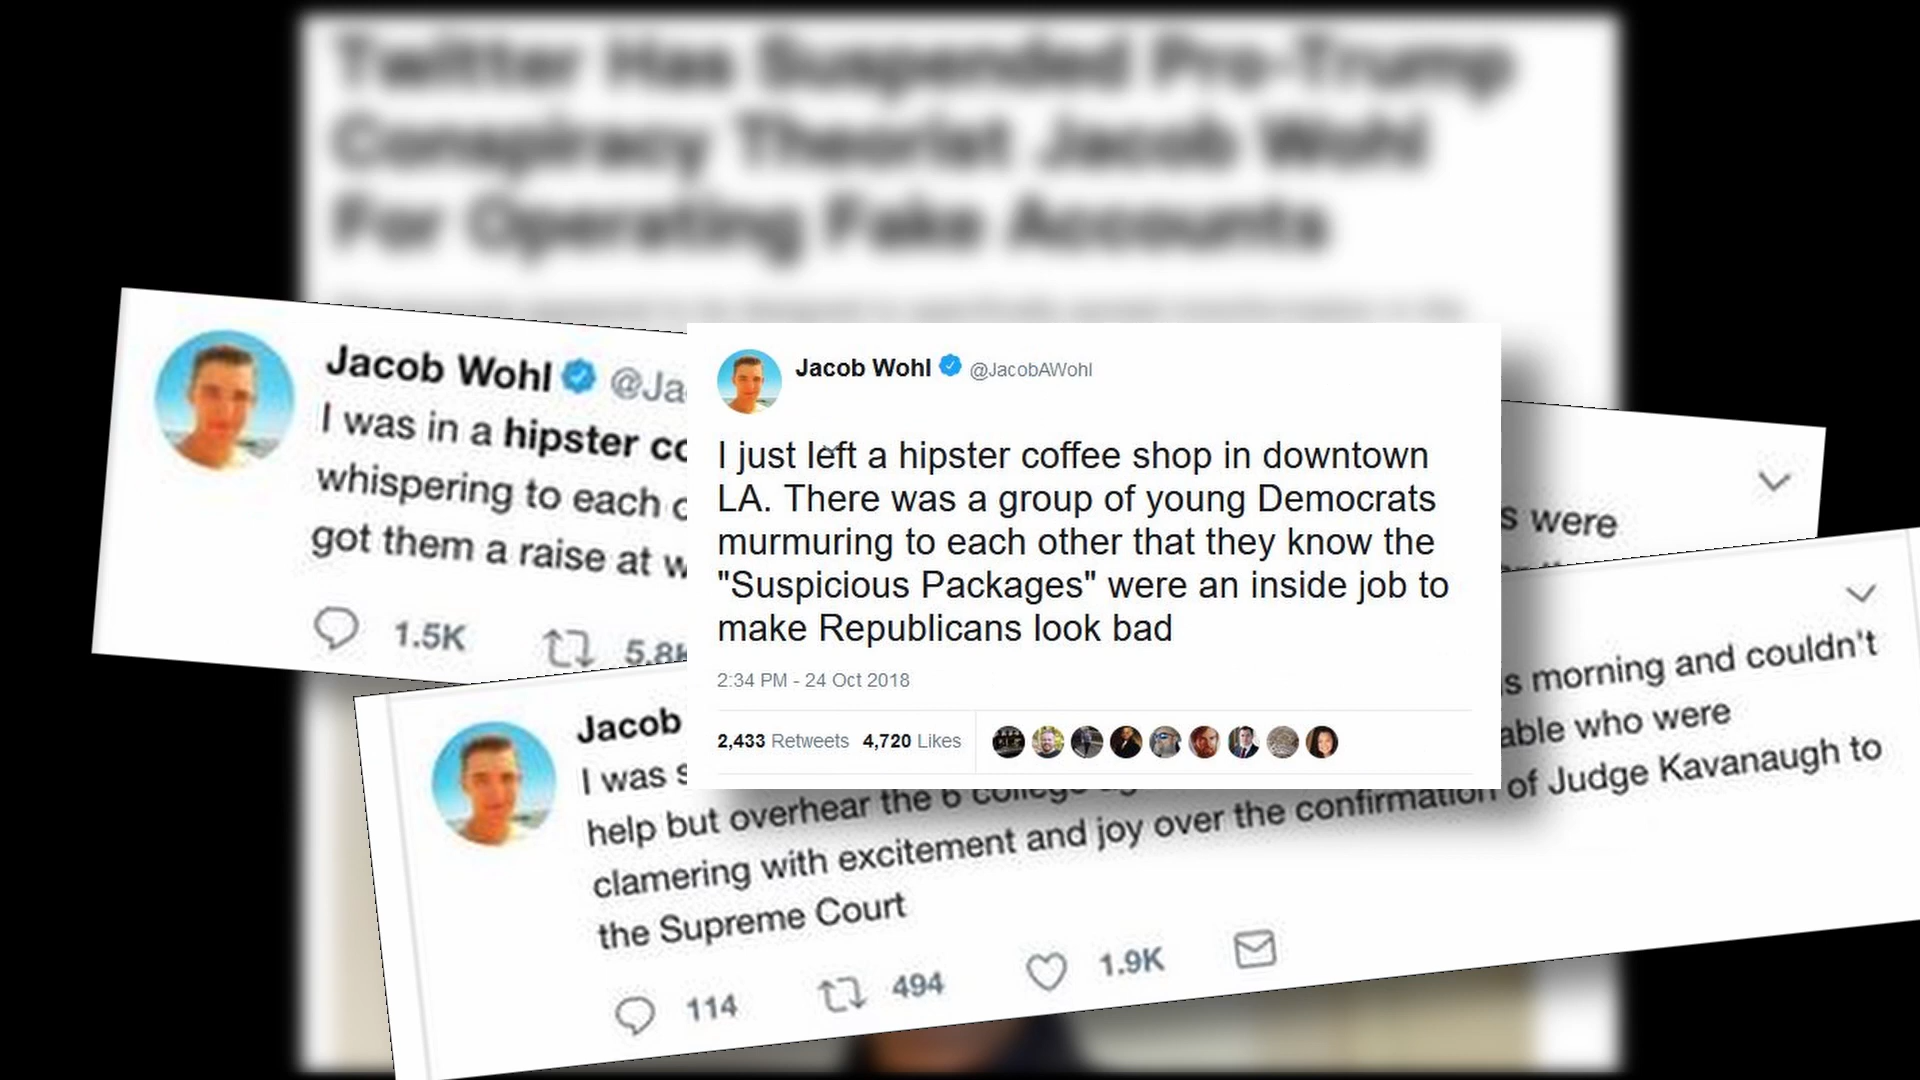 Twitter Has Suspended Pro-Trump
Conspiracy Theorist Jacob Wohl
For Operating Fake Accounts
Jacob Wohl @Ja
I was in a hipster co
whispering to each
got them a raise at w
1.5K 5.8K
s were
Jacob Wohl @JacobAWohl
I just left a hipster coffee shop in downtown
LA. There was a group of young Democrats
murmuring to each other that they know the
"Suspicious Packages" were an inside job to
make Republicans look bad
2:34 PM - 24 Oct 2018
2,433 Retweets 4,720 Likes
Jacob
I was s morning and couldn't
help but overhear the 6 college able who were
clamering with excitement and joy over the confirmation of Judge Kavanaugh to
the Supreme Court
114 494 1.9K